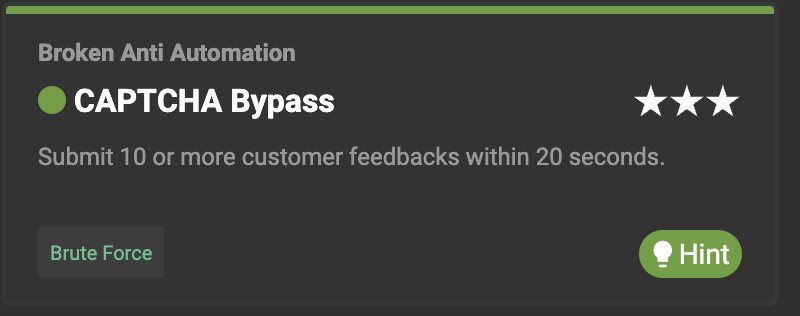 Broken Anti Automation
CAPTCHA Bypass
Submit 10 or more customer feedbacks within 20 seconds.
Brute Force
Hint